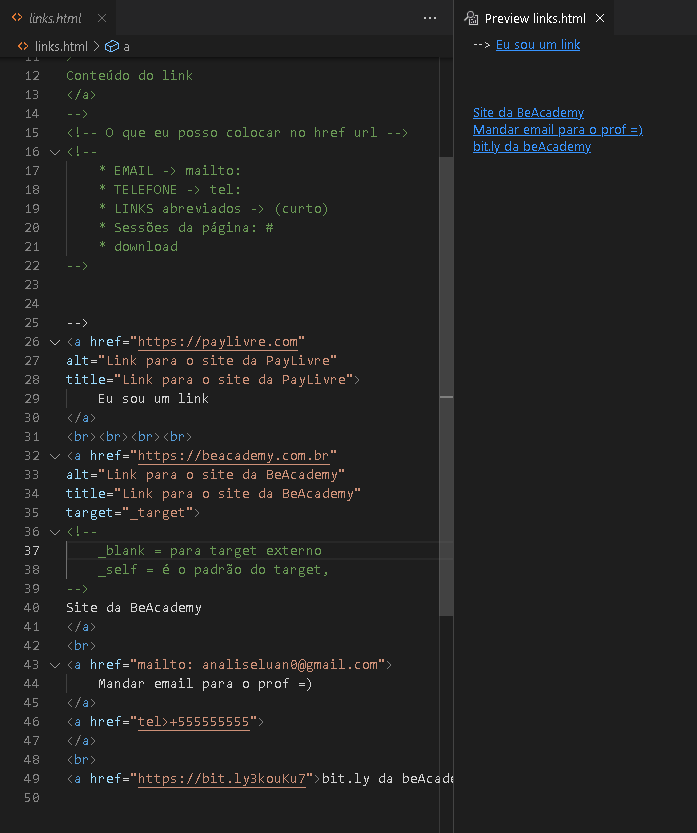 links.html
...
Preview links.html
links.html > a
11 >
12 Conteúdo do link
13 </a>
14 -->
15 <!-- O que eu posso colocar no href url -->
16 <!--
17 * EMAIL -> mailto:
18 * TELEFONE -> tel:
19 * LINKS abreviados -> (curto)
20 * Sessões da página: #
21 * download
22 -->
23
24
25 -->
26 <a href="https://paylivre.com"
27 alt="Link para o site da PayLivre"
28 title="Link para o site da PayLivre">
29 Eu sou um link
30 </a>
31 <br><br><br><br>
32 <a href="https://beacademy.com.br"
33 alt="Link para o site da BeAcademy"
34 title="Link para o site da BeAcademy"
35 target="_target">
36 <!--
37 _blank = para target externo
38 _self = é o padrão do target,
39 -->
40 Site da BeAcademy
41 </a>
42 <br>
43 <a href="mailto: analiseluan0@gmail.com">
44 Mandar email para o prof =)
45 </a>
46 <a href="tel>+555555555">
47 </a>
48 <br>
49 <a href="https://bit.ly3kouKu7">bit.ly da beAcade
50
--> Eu sou um link
Site da BeAcademy
Mandar email para o prof =)
bit.ly da beAcademy